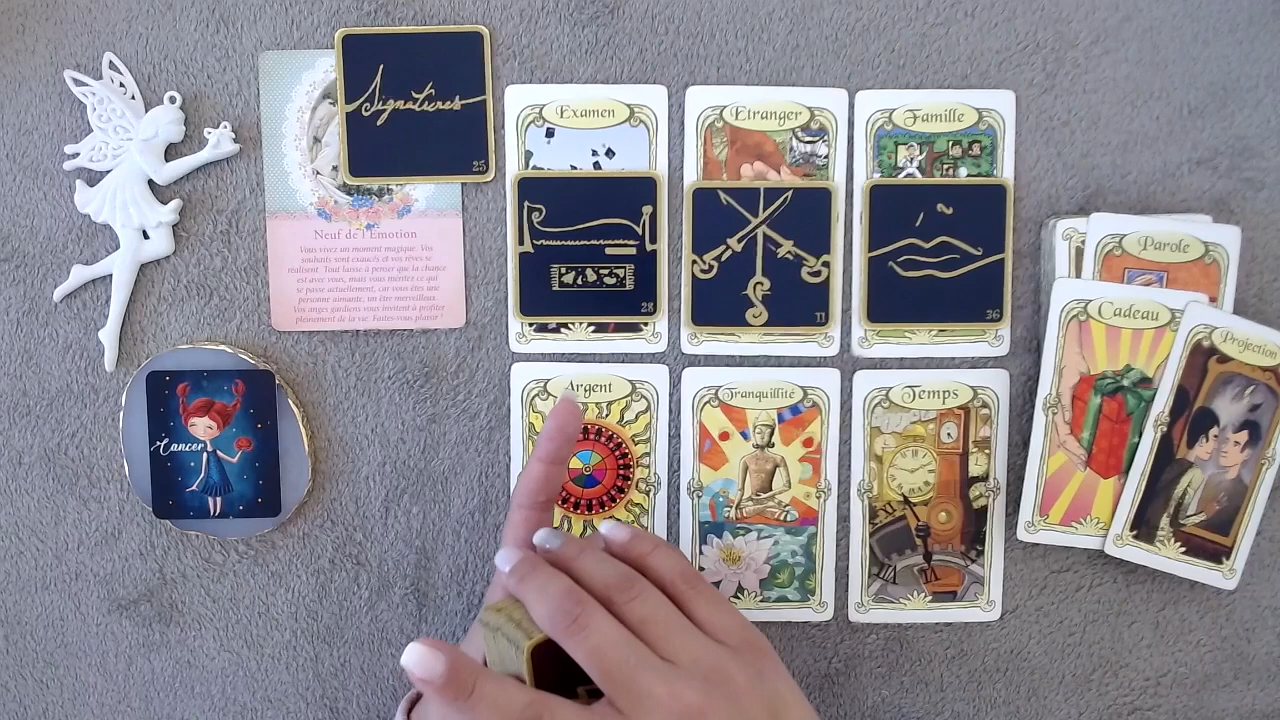 Signatures
25
Neuf de l'Émotion
Vous vivez un moment magique. Vos
souhaits sont exaucés et vos rêves se
réalisent. Tout laisse à penser que la chance
est avec vous, mais vous méritez ce qui
se passe actuellement, car vous êtes une
personne aimante, un être merveilleux.
Vos anges gardiens vous invitent à profiter
pleinement de la vie. Faites-vous plaisir !
Cancer
Examen
28
Etranger
11
Famille
36
Argent
Tranquillité
Temps
Parole
Cadeau
Projection